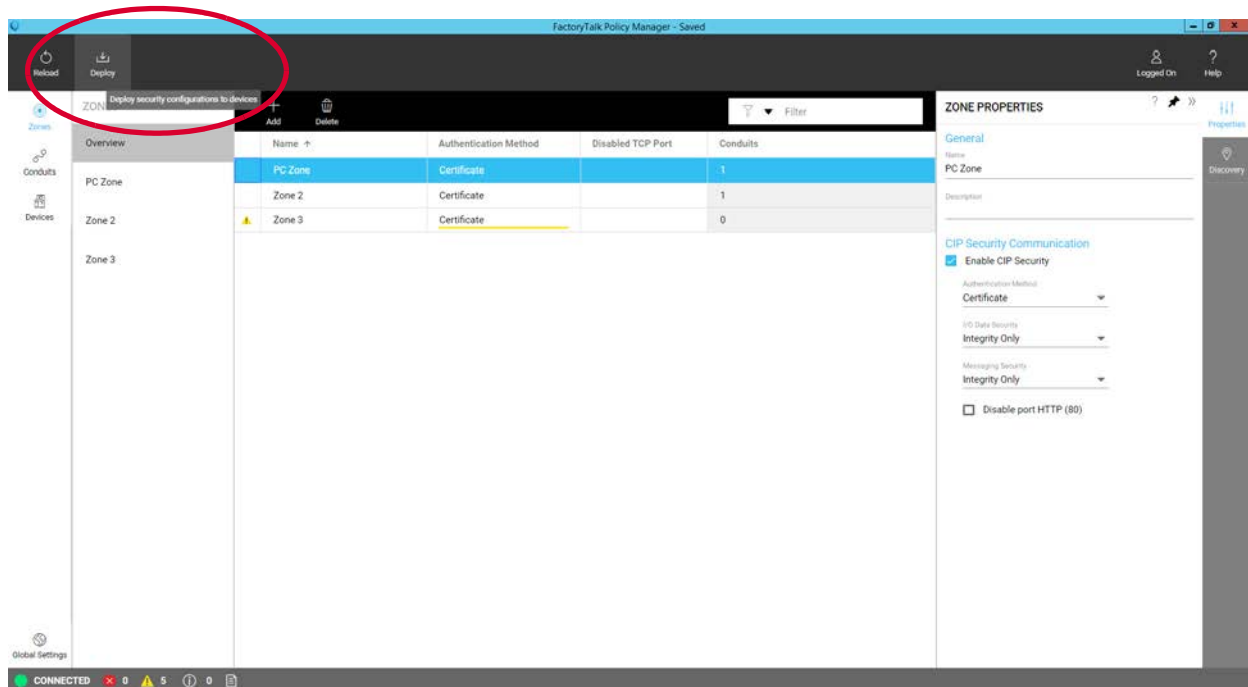 FactoryTalk Policy Manager - Saved
Reload
Deploy
Logged On
Help
Deploy security configurations to devices
Zones
Conduits
Devices
Global Settings
ZON
Overview
PC Zone
Zone 2
Zone 3
Add
Delete
Filter
Name
Authentication Method
Disabled TCP Port
Conduits
PC Zone
Certificate
1
Zone 2
Certificate
1
Zone 3
Certificate
0
ZONE PROPERTIES
?
General
Name
PC Zone
Description
CIP Security Communication
Enable CIP Security
Authentication Method
Certificate
I/O Data Security
Integrity Only
Messaging Security
Integrity Only
Disable port HTTP (80)
Properties
Discovery
CONNECTED 0 5 0